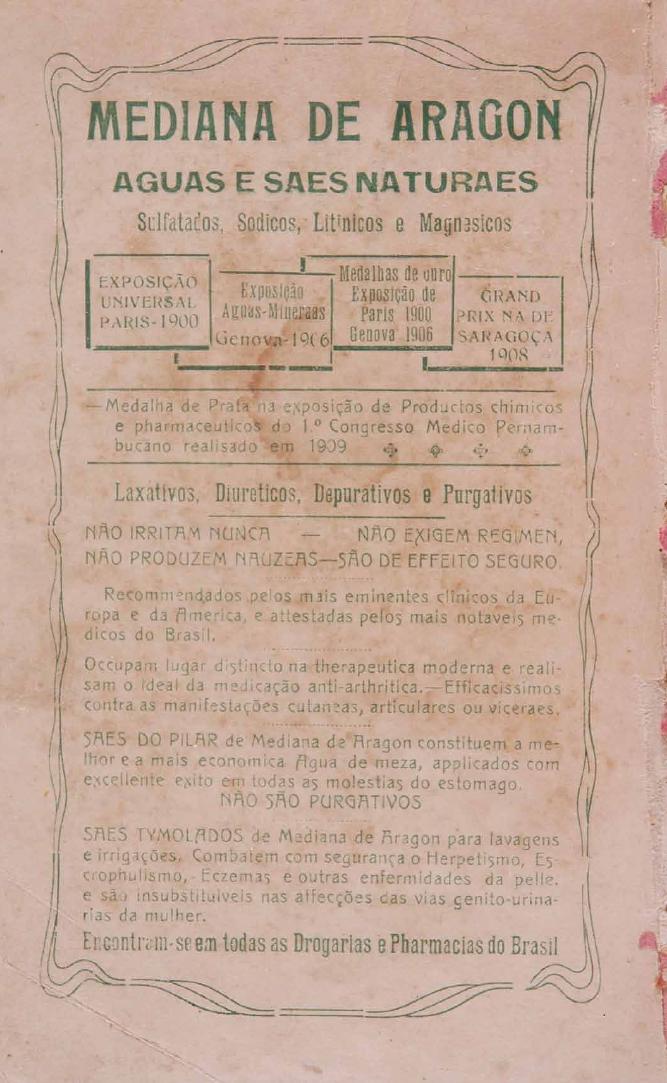 MEDIANA DE ARAGON
AGUAS E SAES NATURAES
Sulfatados, Sodicos, Litinicos e Magnesicos
EXPOSIÇÃO
UNIVERSAL
PARIS-1900
Exposição
Aguas-Mineraas
Genova-1906
Medalhas de ouro
Exposição de
Paris 1900
Genova 1906
GRAND
PRIX NA DE
SARAGOÇA
1908
—Medalha de Prata na exposição de Productos chimicos
e pharmaceuticos do 1.º Congresso Medico Pernam-
bucano realisado em 1909
Laxativos, Diureticos, Depurativos e Purgativos
NÃO IRRITAM NUNCA — NÃO EXIGEM REGIMEN,
NÃO PRODUZEM NAUZEAS—SÃO DE EFFEITO SEGURO.
Recommendados pelos mais eminentes clinicos da Eu-
ropa e da America, e attestadas pelos mais notaveis me-
dicos do Brasil.
Occupam lugar distincto na therapeutica moderna e reali-
sam o ideal da medicação anti-arthritica.—Efficacissimos
contra as manifestações cutaneas, articulares ou viceraes.
SAES DO PILAR de Mediana de Aragon constituem a me-
lhor e a mais economica Agua de meza, applicados com
excellente exito em todas as molestias do estomago.
NÃO SÃO PURGATIVOS
SAES TYMOLADOS de Mediana de Aragon para lavagens
e irrigações. Combatem com segurança o Herpetismo, Es-
crophulismo, Eczemas e outras enfermidades da pelle.
e são insubstituiveis nas affecções das vias genito-urina-
rias da mulher.
Encontram-se em todas as Drogarias e Pharmacias do Brasil